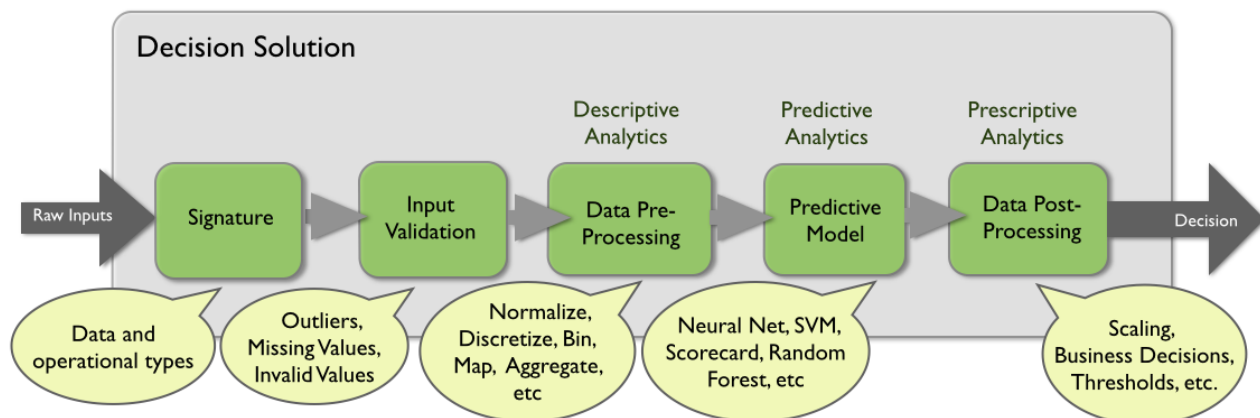 Decision Solution
Descriptive
Analytics
Predictive
Analytics
Prescriptive
Analytics
Raw Inputs
Signature
Input
Validation
Data Pre-
Processing
Predictive
Model
Data Post-
Processing
Decision
Data and
operational types
Outliers,
Missing Values,
Invalid Values
Normalize,
Discretize, Bin,
Map, Aggregate,
etc
Neural Net, SVM,
Scorecard, Random
Forest, etc
Scaling,
Business Decisions,
Thresholds, etc.